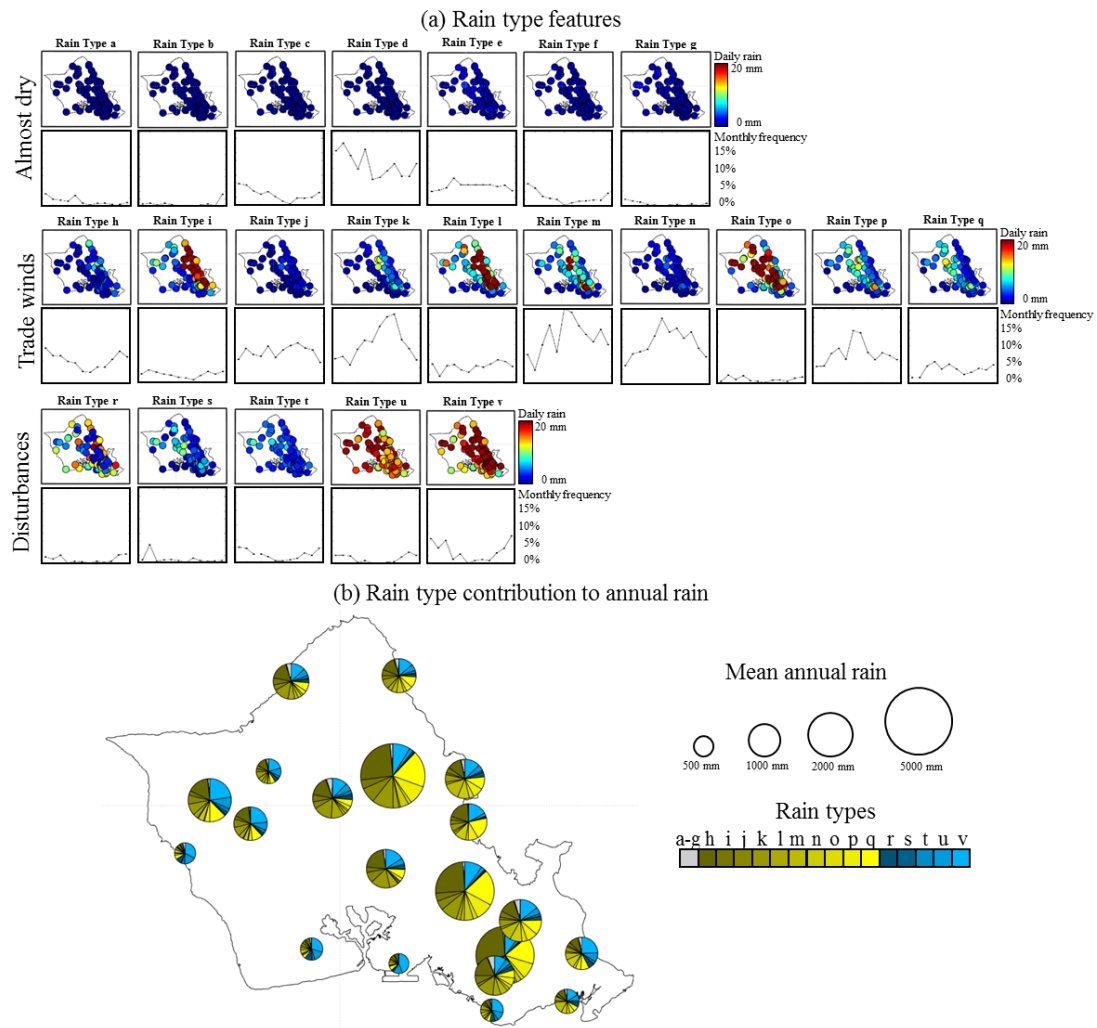 (a) Rain type features
Rain Type a Rain Type b Rain Type c Rain Type d Rain Type e Rain Type f Rain Type g
Almost dry
Daily rain
20 mm
0 mm
Monthly frequency
15%
10%
5%
0%
Rain Type h Rain Type i Rain Type j Rain Type k Rain Type l Rain Type m Rain Type n Rain Type o Rain Type p Rain Type q
Trade winds
Daily rain
20 mm
0 mm
Monthly frequency
15%
10%
5%
0%
Rain Type r Rain Type s Rain Type t Rain Type u Rain Type v
Disturbances
Daily rain
20 mm
0 mm
Monthly frequency
15%
10%
5%
0%
(b) Rain type contribution to annual rain
Mean annual rain
500 mm 1000 mm 2000 mm 5000 mm
Rain types
a-g h i j k l m n o p q r s t u v